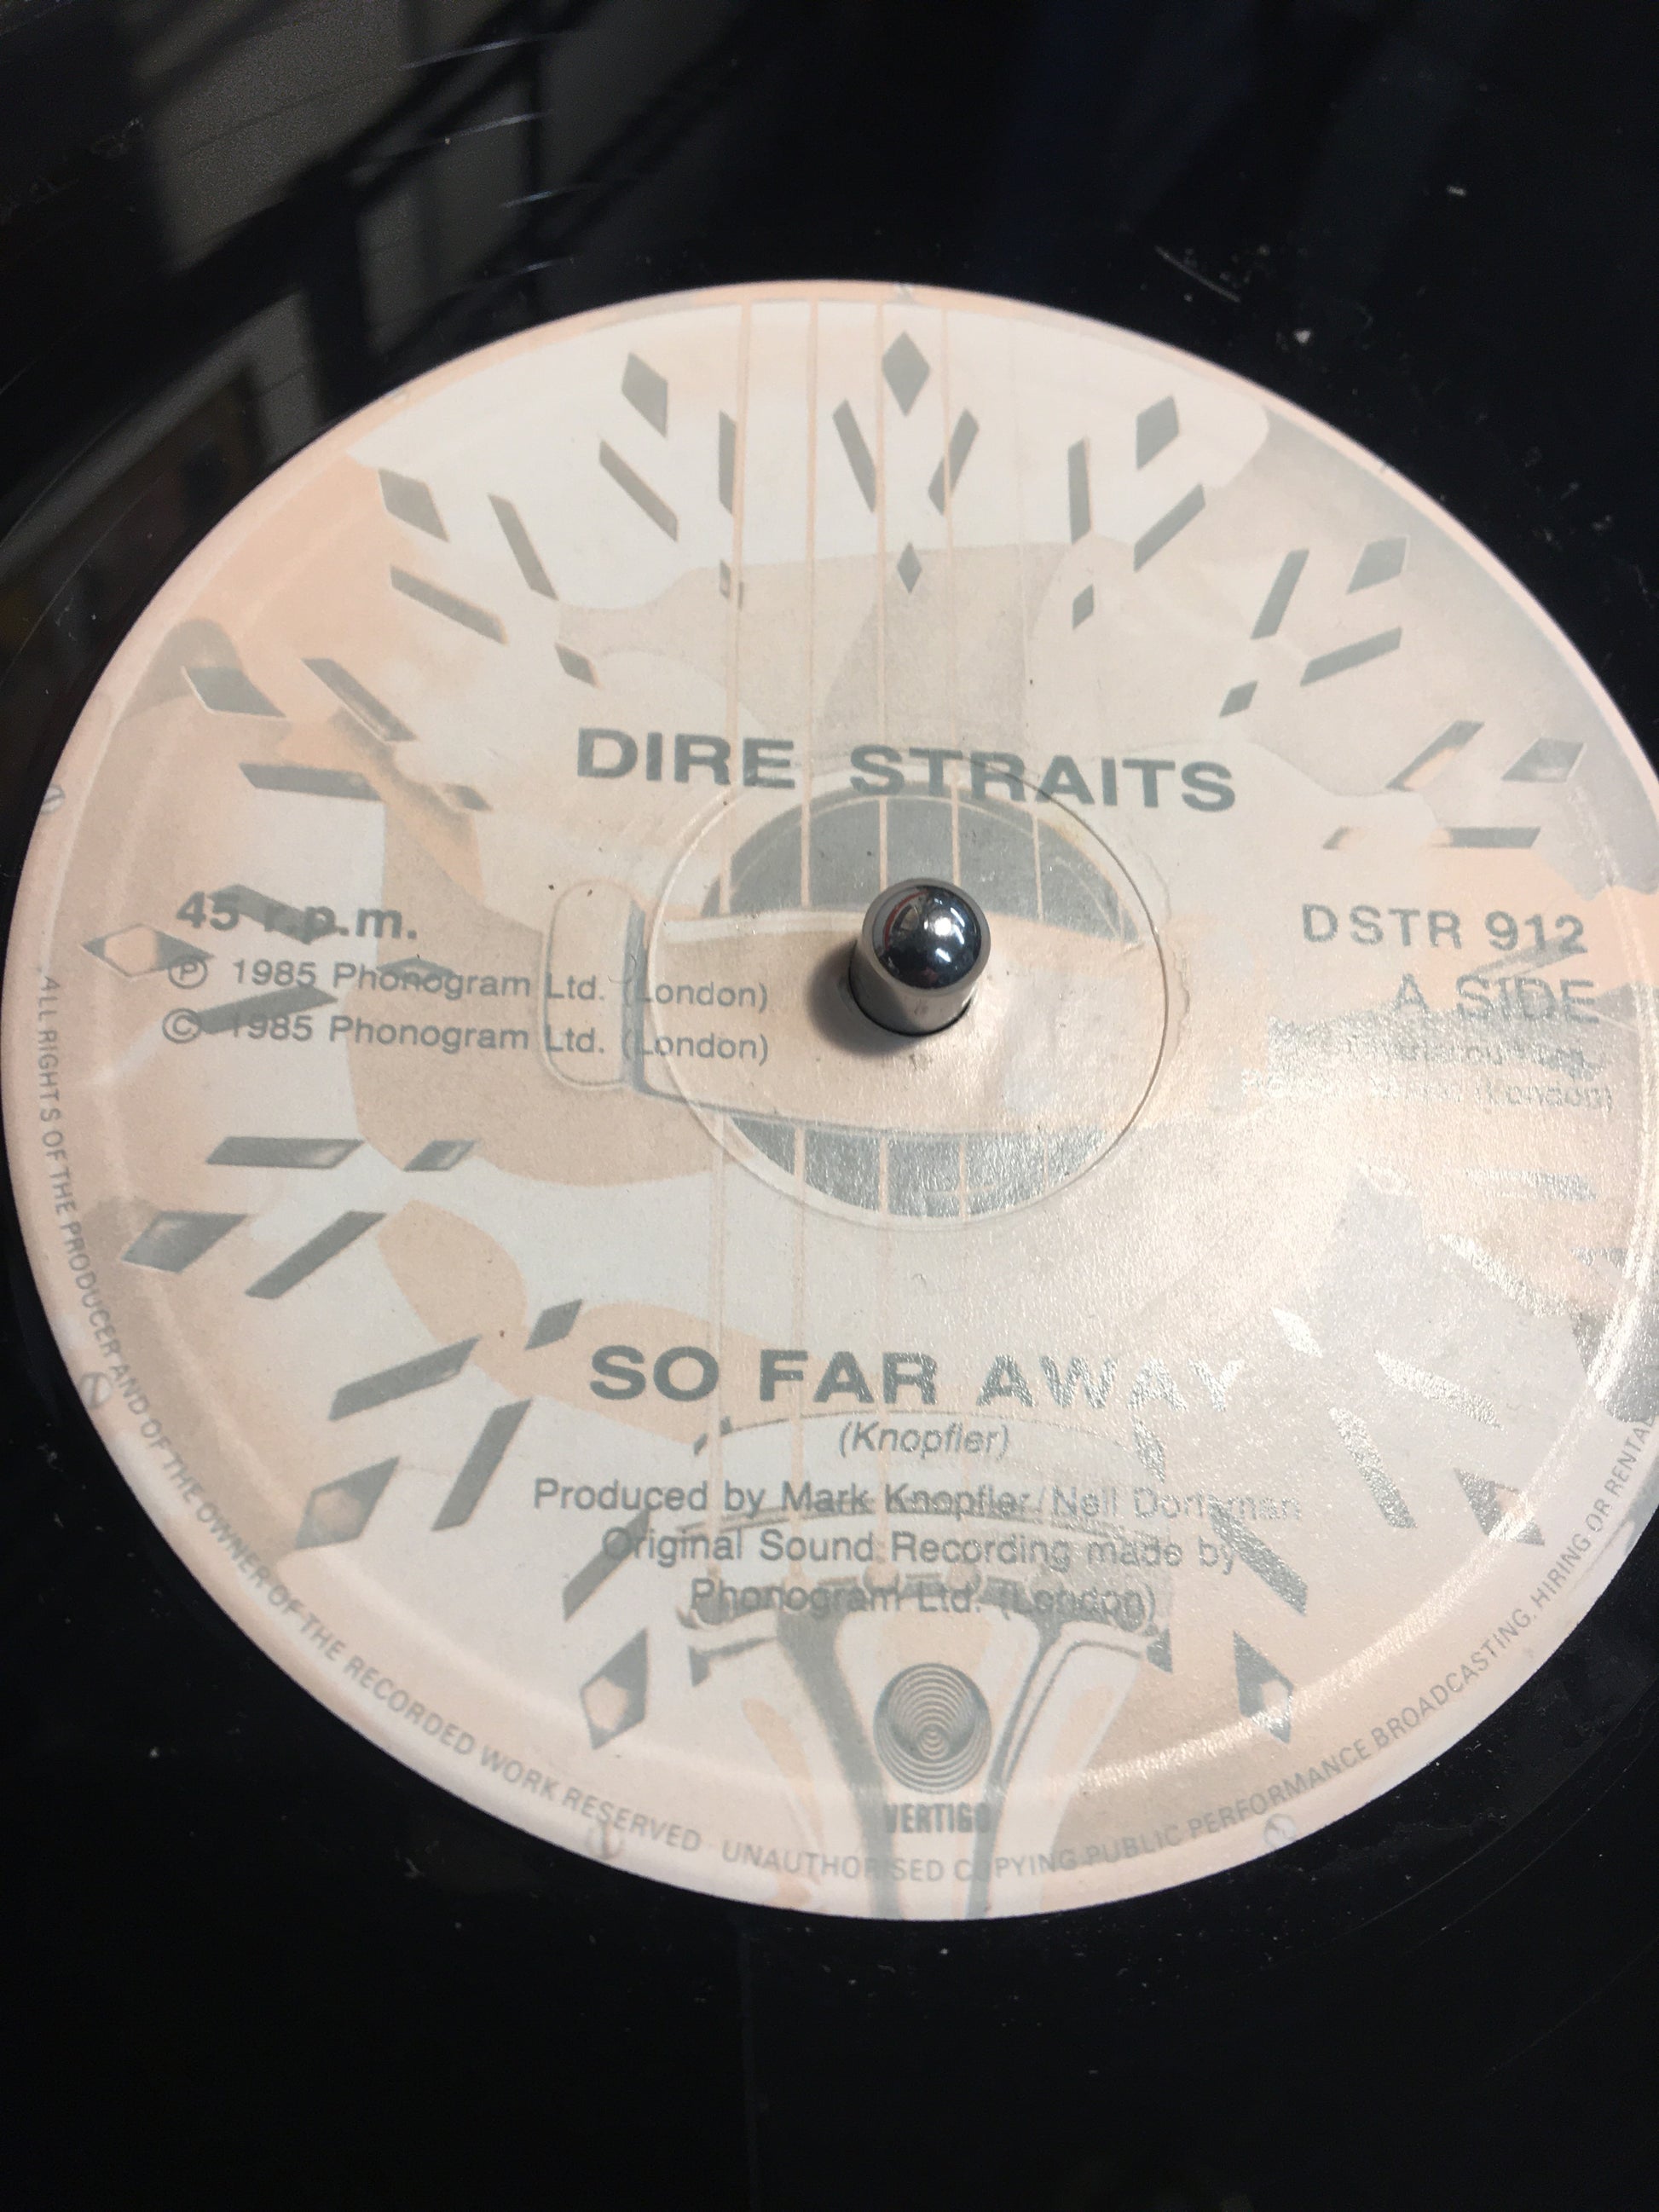 DIRE STRAITS
45 r.p.m.
Ⓟ 1985 Phonogram Ltd. (London)
© 1985 Phonogram Ltd. (London)
DSTR 912
A SIDE
(London)
SO FAR AWAY
(Knopfler)
Produced by Mark Knopfler/Neil Dorfsman
Original Sound Recording made by
Phonogram Ltd. (London)
VERTIGO
ALL RIGHTS OF THE PRODUCER AND OF THE OWNER OF THE RECORDED WORK RESERVED UNAUTHORISED COPYING PUBLIC PERFORMANCE BROADCASTING, HIRING OR RENTAL